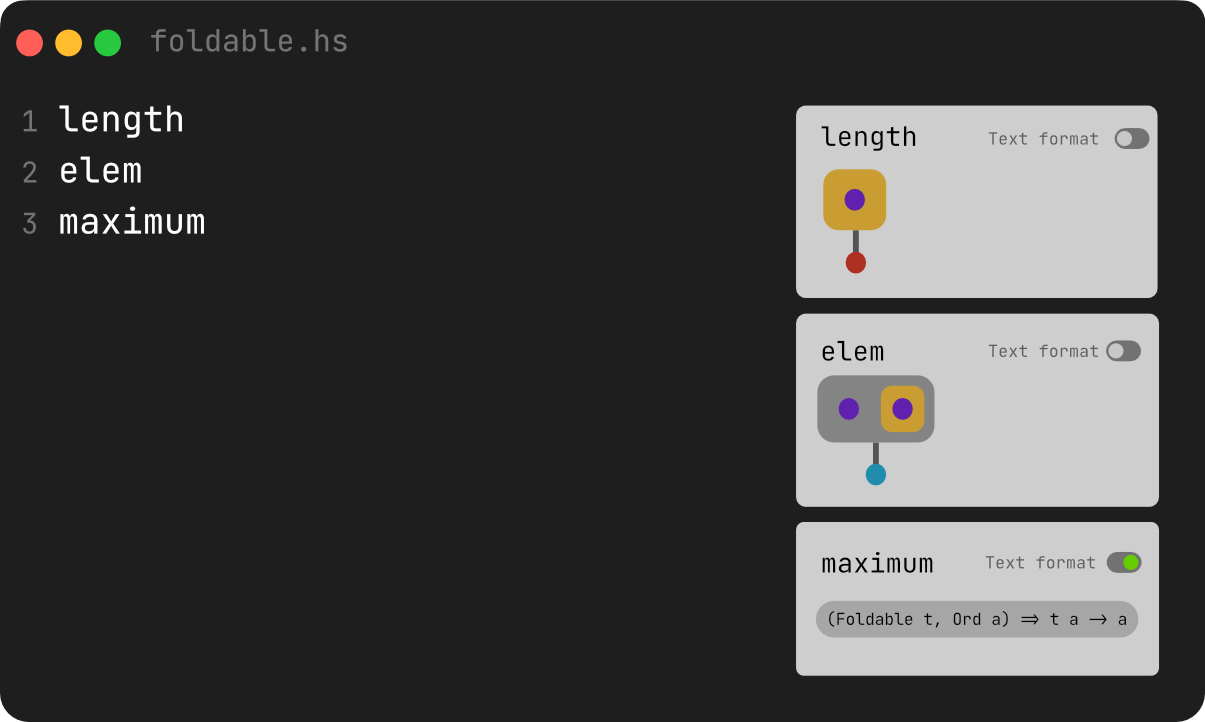 foldable.hs
1 length
2 elem
3 maximum
length Text format
elem Text format
maximum Text format
(Foldable t, Ord a) => t a -> a